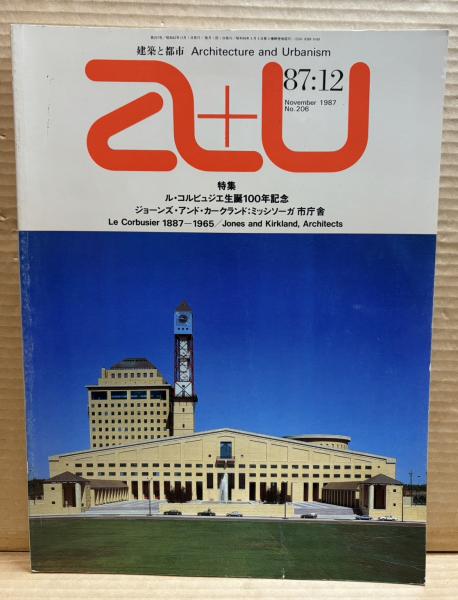 建築と都市 Architecture and Urbanism
a+u
87:12
November 1987
No.206
特集
ル・コルビュジエ生誕100年記念
ジョーンズ・アンド・カークランド:ミッシソーガ市庁舎
Le Corbusier 1887—1965／Jones and Kirkland, Architects